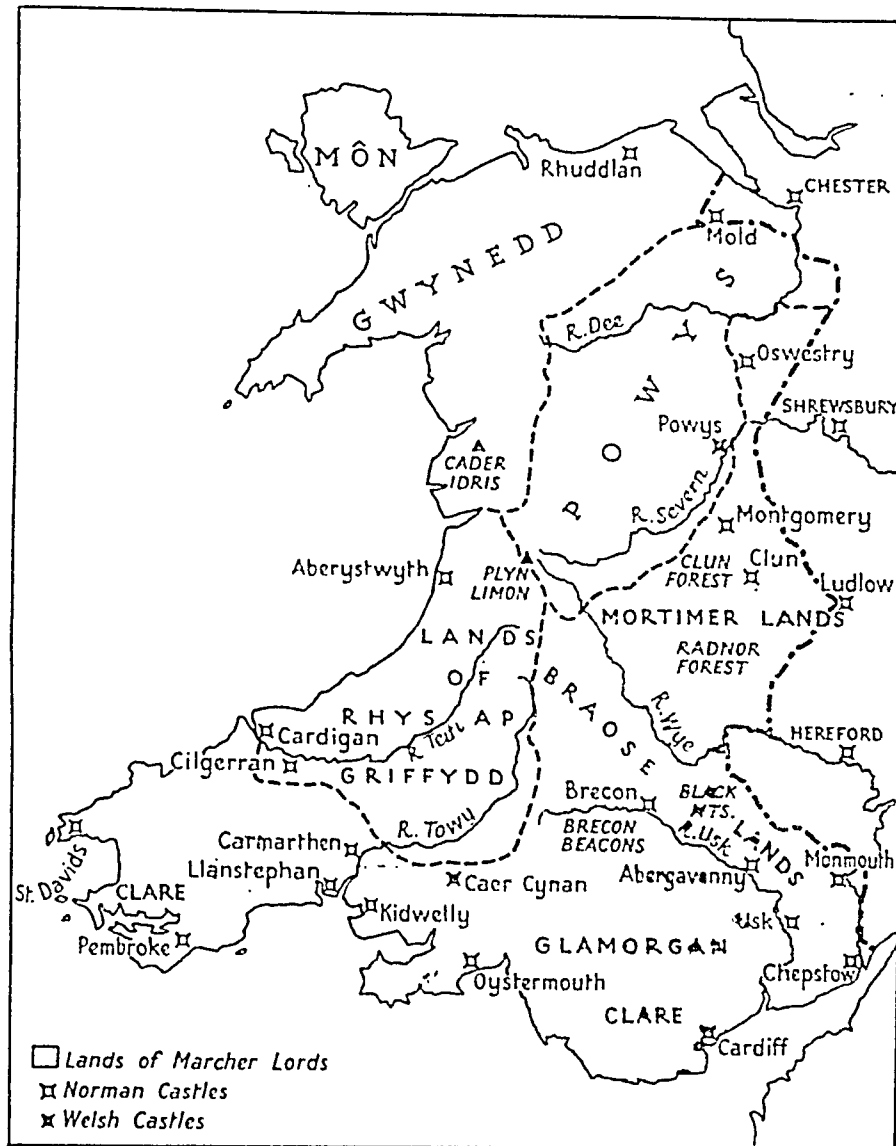 MÔN
Rhuddlan
CHESTER
Mold
GWYNEDD
R. Dee
POWYS
Oswestry
SHREWSBURY
Powys
CADER
IDRIS
R. Severn
Montgomery
Aberystwyth
PLYN
LIMON
CLUN
FOREST
Clun
Ludlow
MORTIMER LANDS
RADNOR
FOREST
LANDS
OF
RHYS AP
GRIFFYDD
R. Teifi
BRAOSE
LANDS
R. Wye
HEREFORD
Cardigan
Cilgerran
R. Towy
Brecon
BLACK
MTS.
BRECON
BEACONS
R. Usk
Monmouth
Abergavenny
Carmarthen
Llanstephan
St. Davids
CLARE
Caer Cynan
Kidwelly
Pembroke
Usk
GLAMORGAN
Oystermouth
Chepstow
CLARE
Cardiff
Lands of Marcher Lords
Norman Castles
Welsh Castles